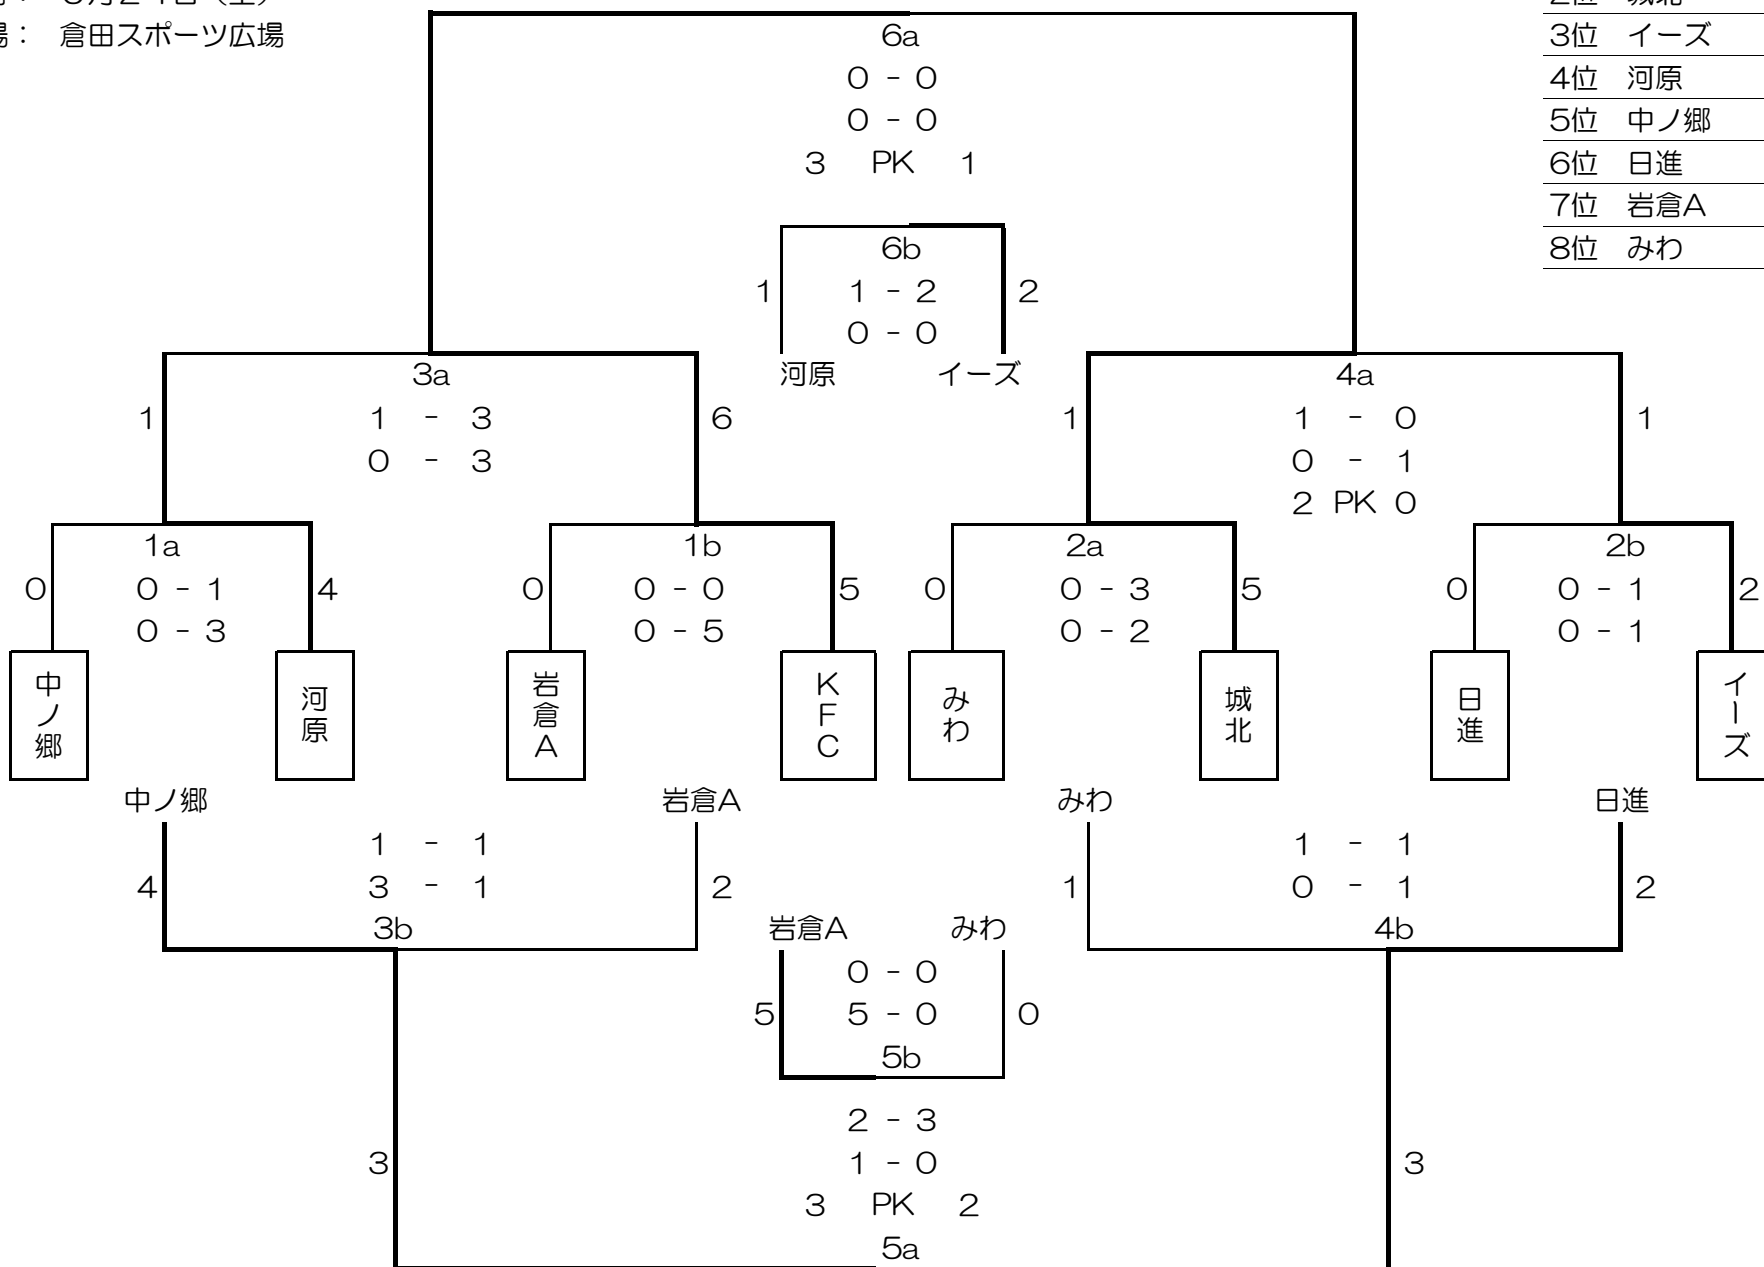 場： 倉田スポーツ広場
2位 城北
3位 イーズ
4位 河原
5位 中ノ郷
6位 日進
7位 岩倉A
8位 みわ
6a
0 - 0
0 - 0
3 PK 1
6b
1 1 - 2 2
0 - 0
河原 イーズ
3a
1 1 - 3 6
0 - 3
4a
1 1 - 0 1
0 - 1
2 PK 0
1a
0 0 - 1 4
0 - 3
1b
0 0 - 0 5
0 - 5
2a
0 0 - 3 5
0 - 2
2b
0 0 - 1 2
0 - 1
中ノ郷
河原
岩倉A
KFC
みわ
城北
日進
イーズ
中ノ郷 岩倉A
1 - 1
4 3 - 1 2
3b
みわ 日進
1 - 1
1 0 - 1 2
4b
岩倉A みわ
0 - 0
5 5 - 0 0
5b
2 - 3
3 1 - 0 3
3 PK 2
5a